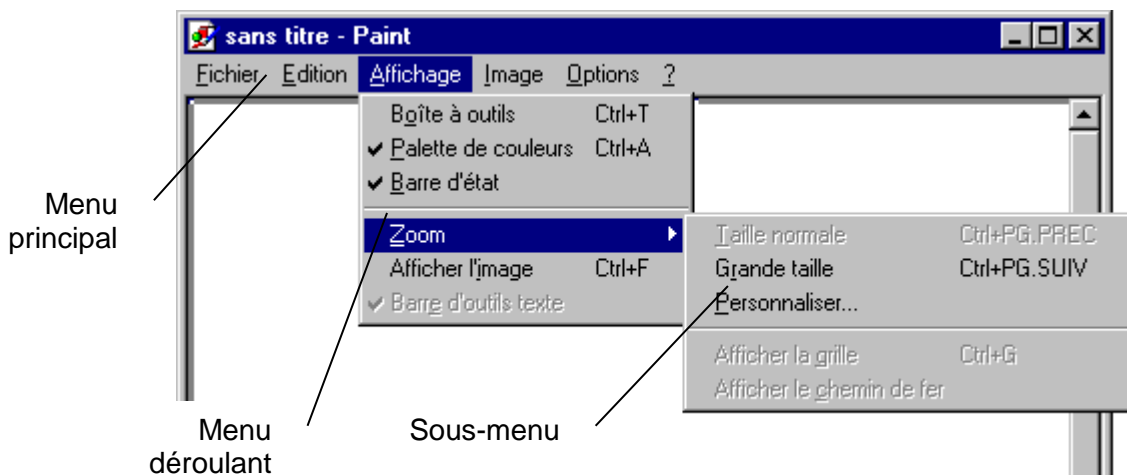 sans titre - Paint
Fichier Edition Affichage Image Options ?
Boîte à outils Ctrl+T
Palette de couleurs Ctrl+A
Barre d'état
Zoom
Afficher l'image Ctrl+F
Barre d'outils texte
Taille normale Ctrl+PG.PREC
Grande taille Ctrl+PG.SUIV
Personnaliser...
Afficher la grille Ctrl+G
Afficher le chemin de fer
Menu
principal
Menu
déroulant
Sous-menu